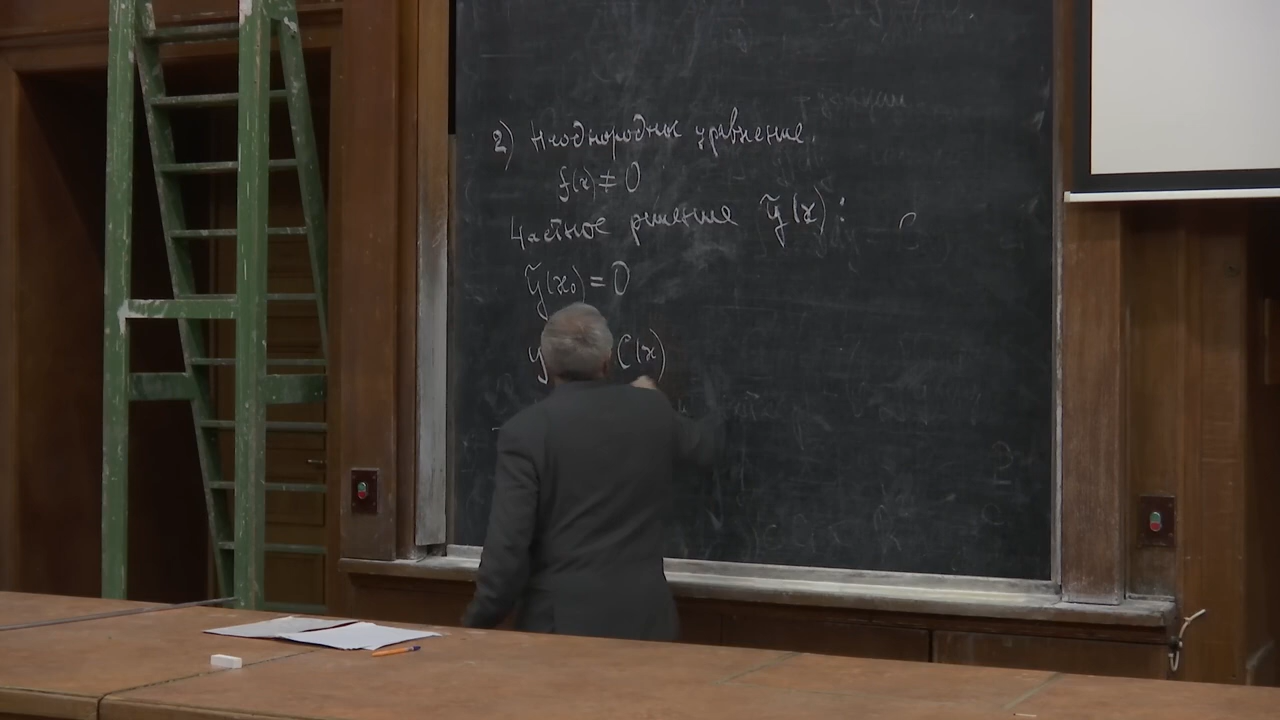 2) Неоднородное уравнение.
f(x) ≠ 0
Частное решение ỹ(x):
ỹ(x₀) = 0
y C(x)